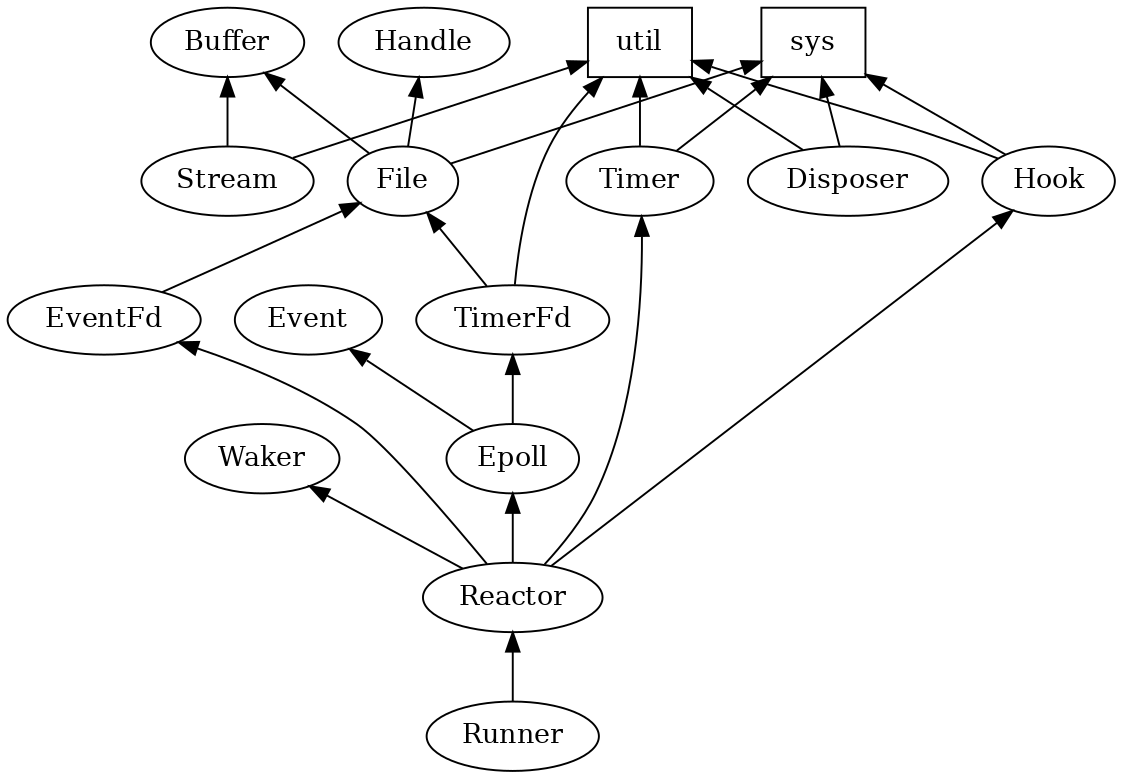 Buffer
Handle
util
sys
Stream
File
Timer
Disposer
Hook
EventFd
Event
TimerFd
Waker
Epoll
Reactor
Runner